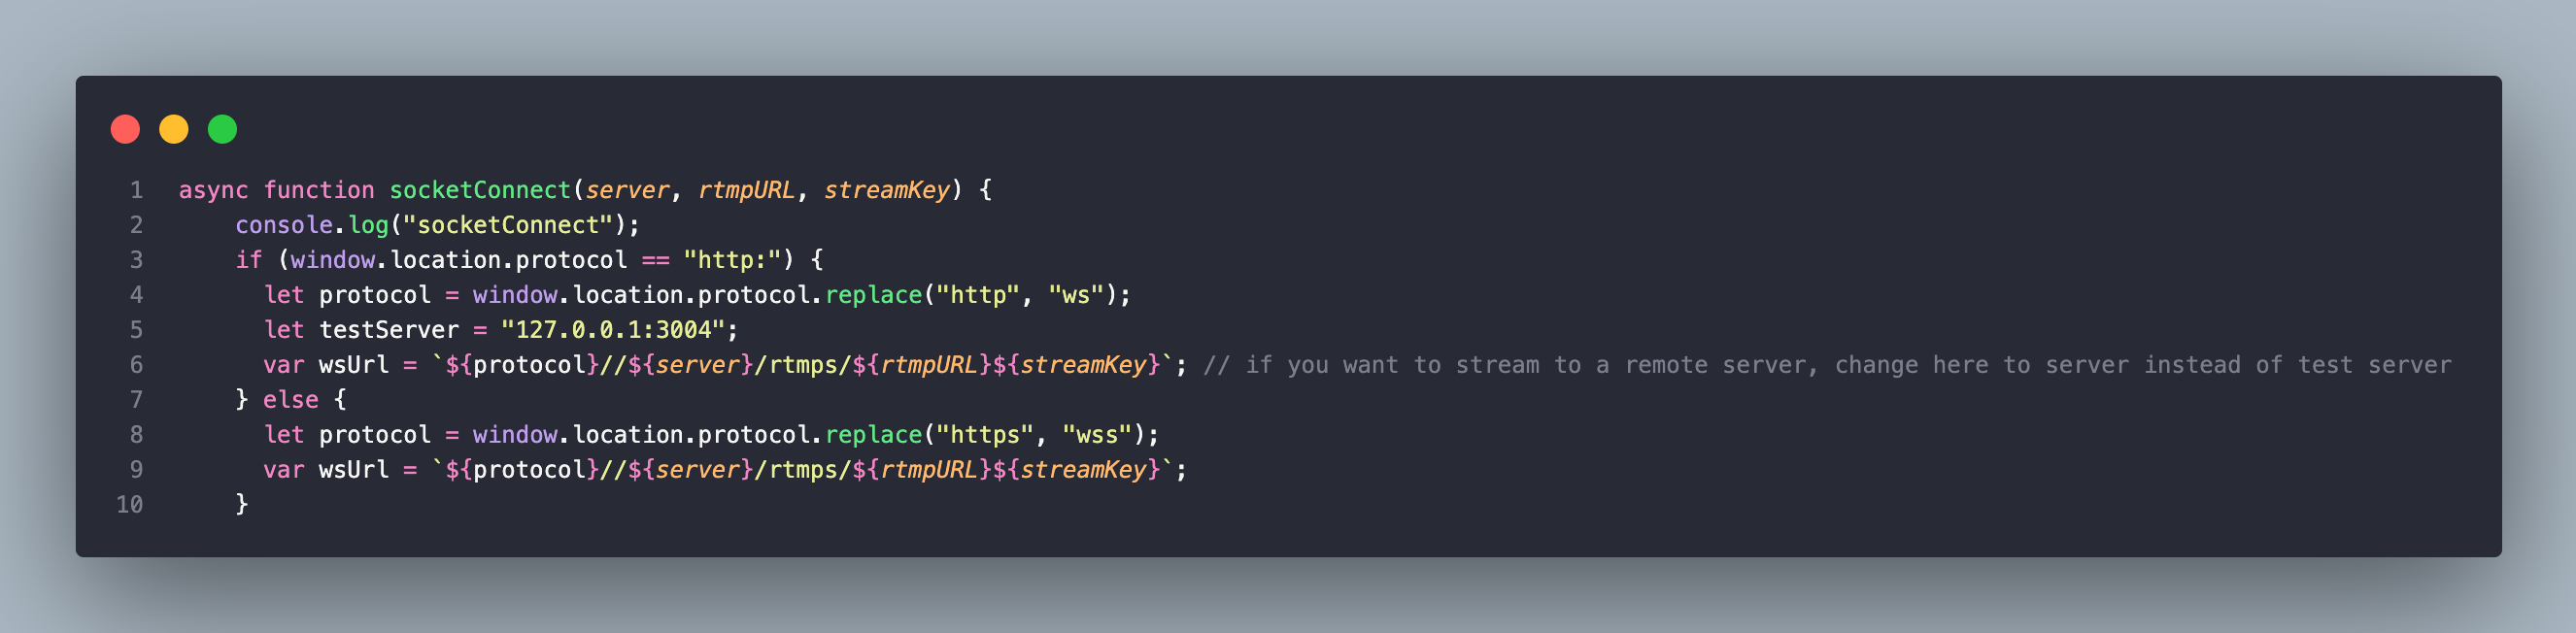 1 async function socketConnect(server, rtmpURL, streamKey) {
2 console.log("socketConnect");
3 if (window.location.protocol == "http:") {
4 let protocol = window.location.protocol.replace("http", "ws");
5 let testServer = "127.0.0.1:3004";
6 var wsUrl = `${protocol}//${server}/rtmps/${rtmpURL}${streamKey}`; // if you want to stream to a remote server, change here to server instead of test server
7 } else {
8 let protocol = window.location.protocol.replace("https", "wss");
9 var wsUrl = `${protocol}//${server}/rtmps/${rtmpURL}${streamKey}`;
10 }